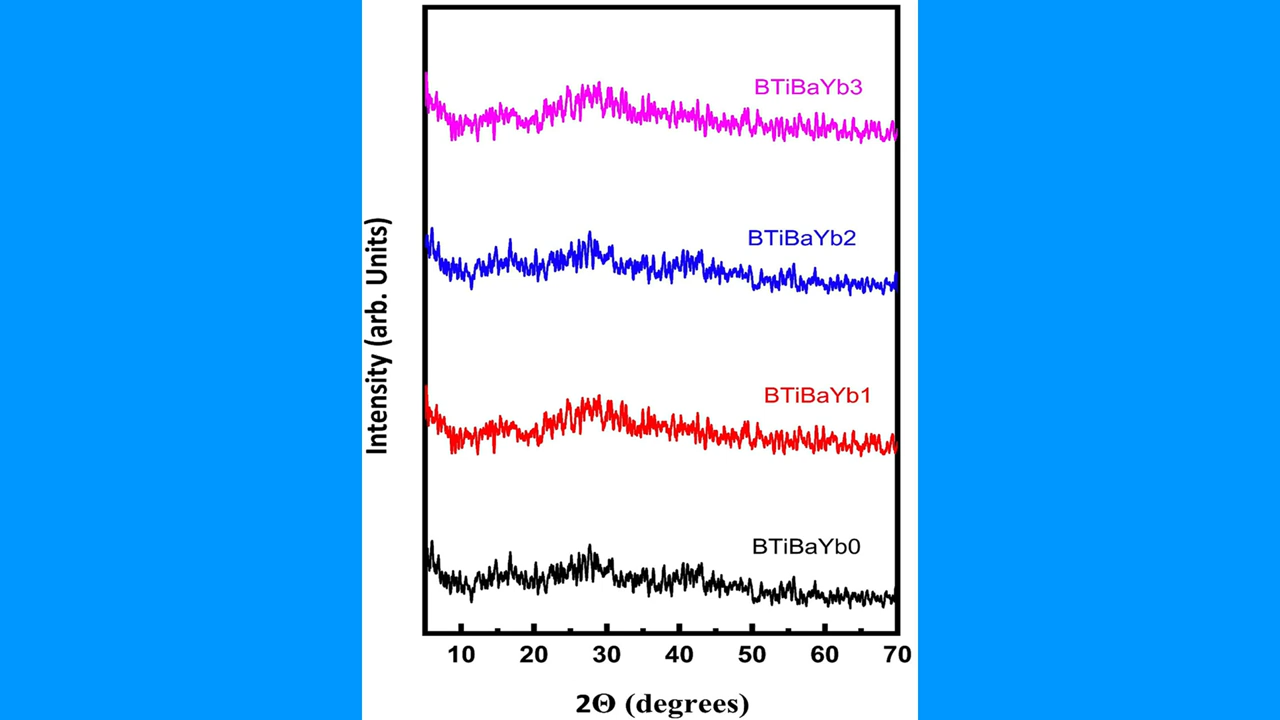 BTiBaYb3
BTiBaYb2
BTiBaYb1
BTiBaYb0
Intensity (arb. Units)
10 20 30 40 50 60 70
2Θ (degrees)